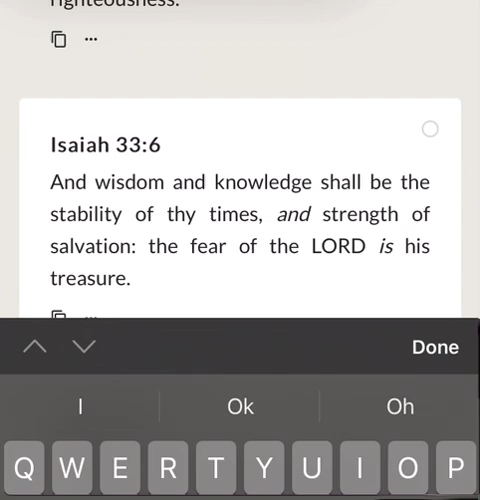 righteousness.
Isaiah 33:6
And wisdom and knowledge shall be the
stability of thy times, and strength of
salvation: the fear of the LORD is his
treasure.
Done
I Ok Oh
Q W E R T Y U I O P